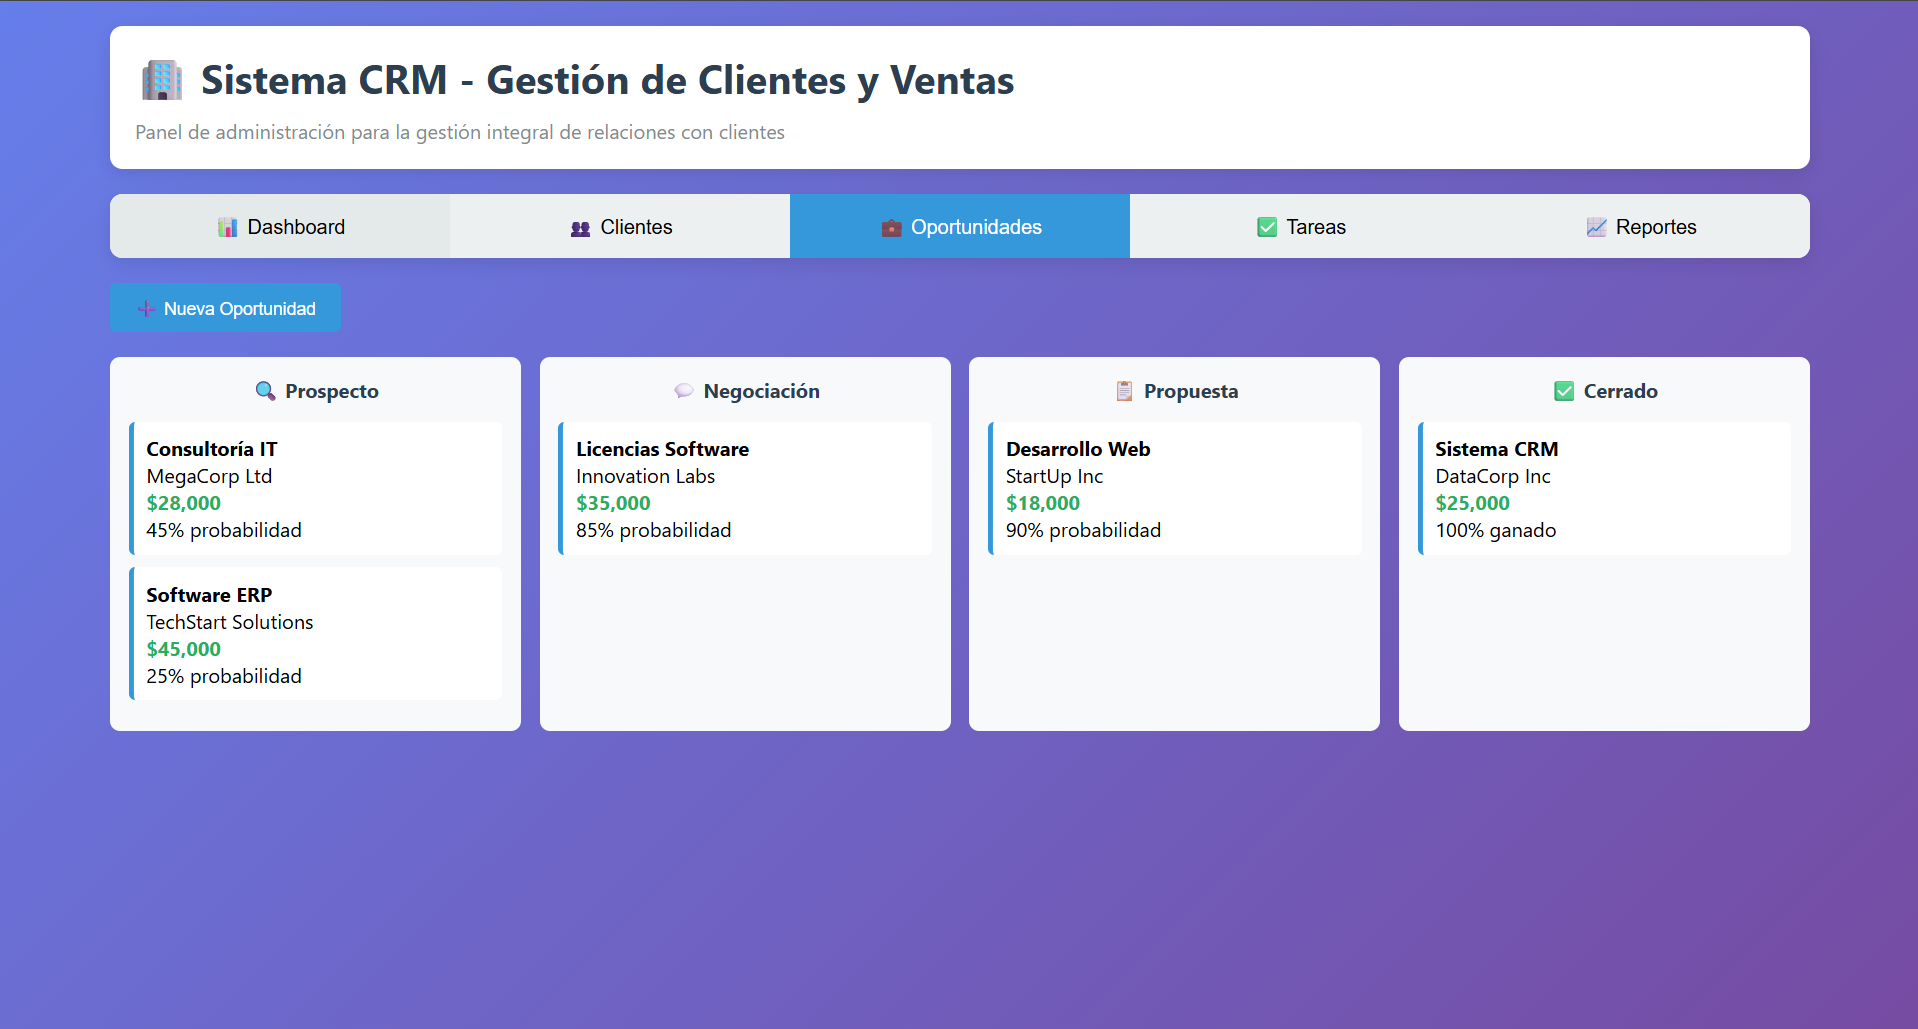 Sistema CRM - Gestión de Clientes y Ventas
Panel de administración para la gestión integral de relaciones con clientes
Dashboard
Clientes
Oportunidades
Tareas
Reportes
Nueva Oportunidad
Prospecto
Consultoría IT
MegaCorp Ltd
$28,000
45% probabilidad
Software ERP
TechStart Solutions
$45,000
25% probabilidad
Negociación
Licencias Software
Innovation Labs
$35,000
85% probabilidad
Propuesta
Desarrollo Web
StartUp Inc
$18,000
90% probabilidad
Cerrado
Sistema CRM
DataCorp Inc
$25,000
100% ganado